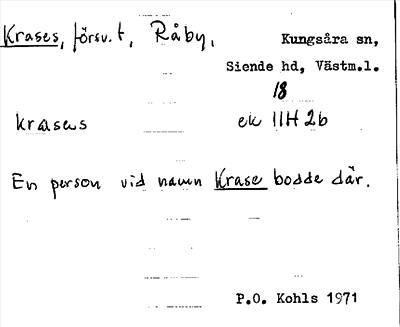 Krases, försv. t, Råby,
Kungsåra sn,
Siende hd, Västm.l.
18
krases
ek 11H 2b
En person vid namn Krase bodde där.
P.O. Kohls 1971